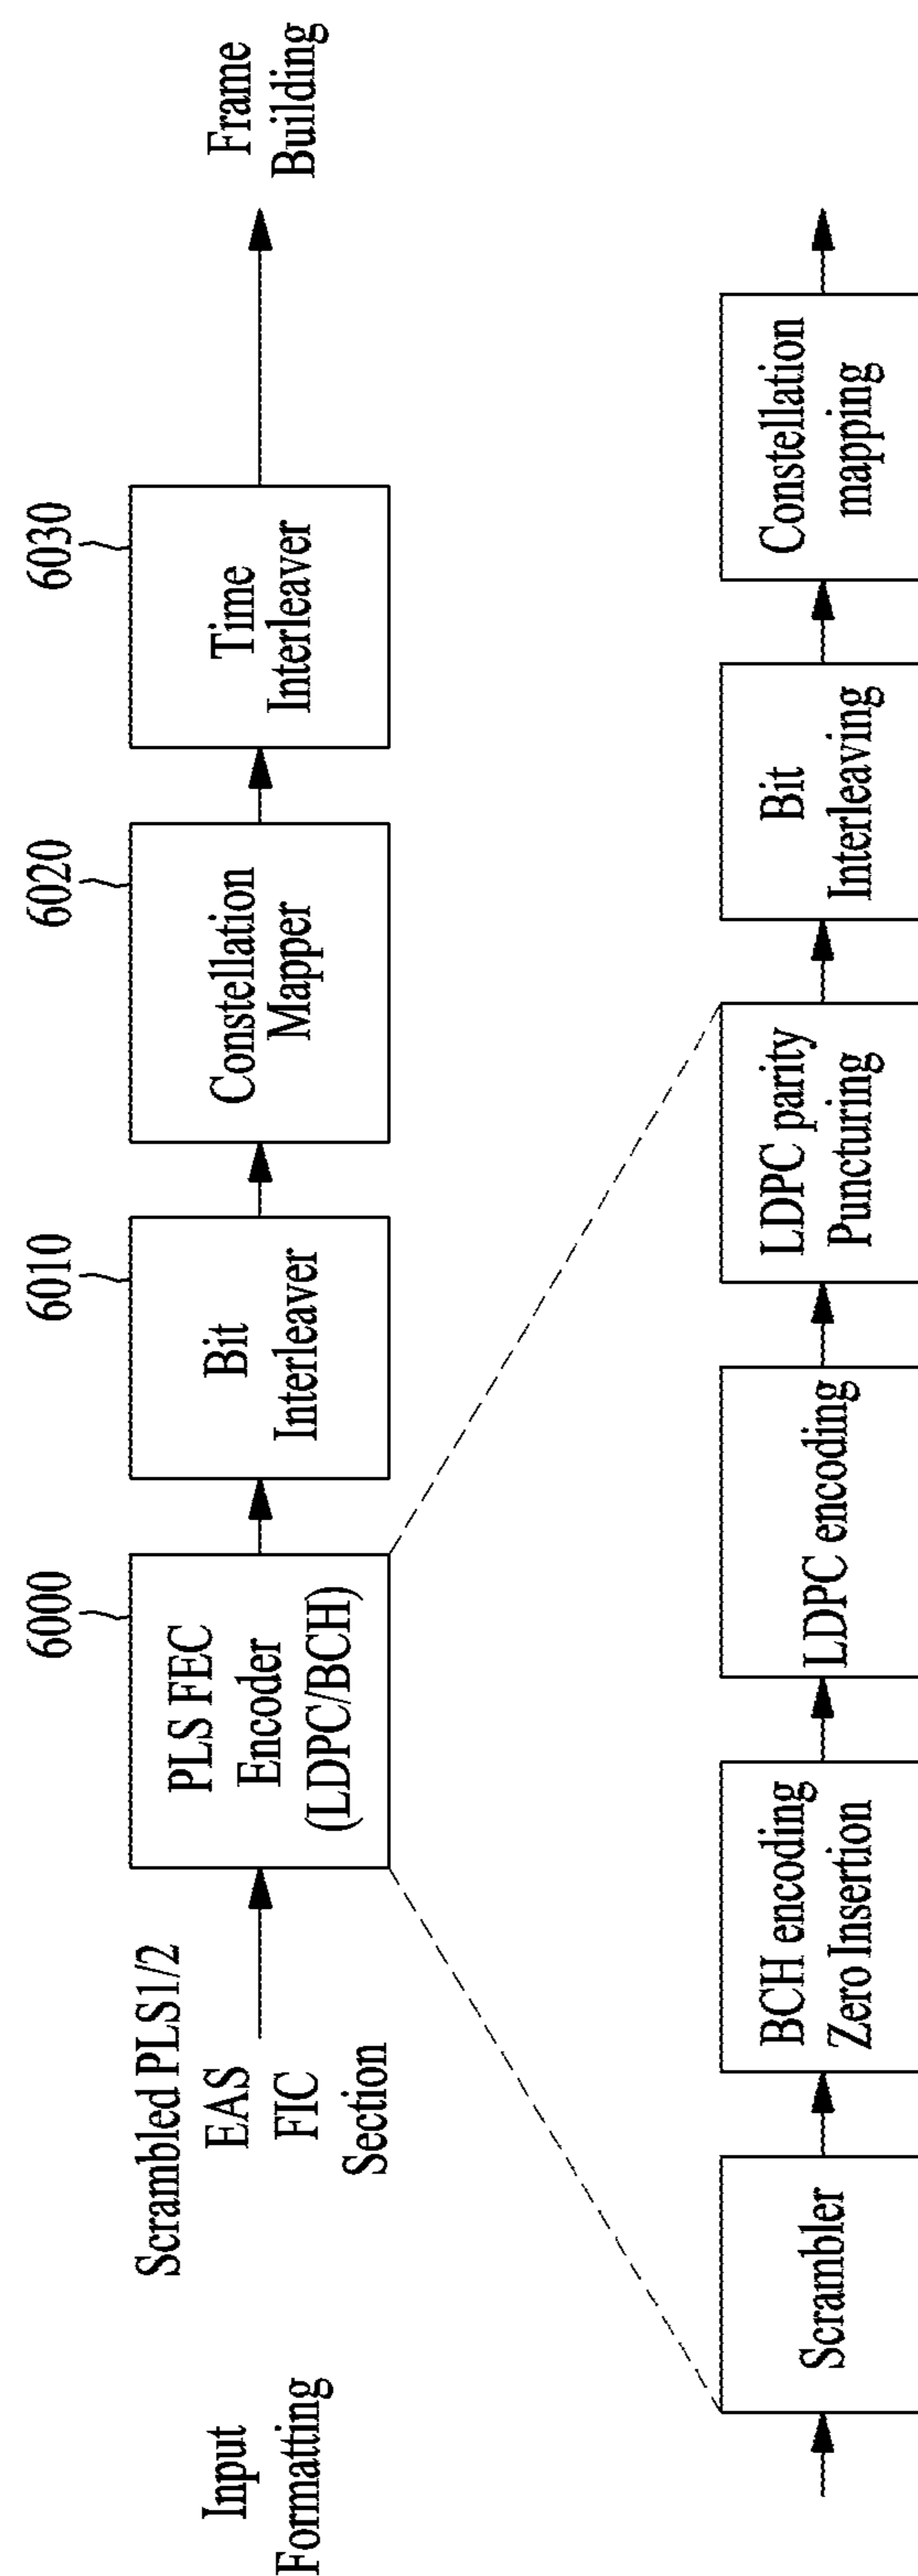 Input
Formatting
Scrambled PLS1/2
EAS
FIC
Section
6000
PLS FEC
Encoder
(LDPC/BCH)
6010
Bit
Interleaver
6020
Constellation
Mapper
6030
Time
Interleaver
Frame
Building
Scrambler
BCH encoding
Zero Insertion
LDPC encoding
LDPC parity
Puncturing
Bit
Interleaving
Constellation
mapping